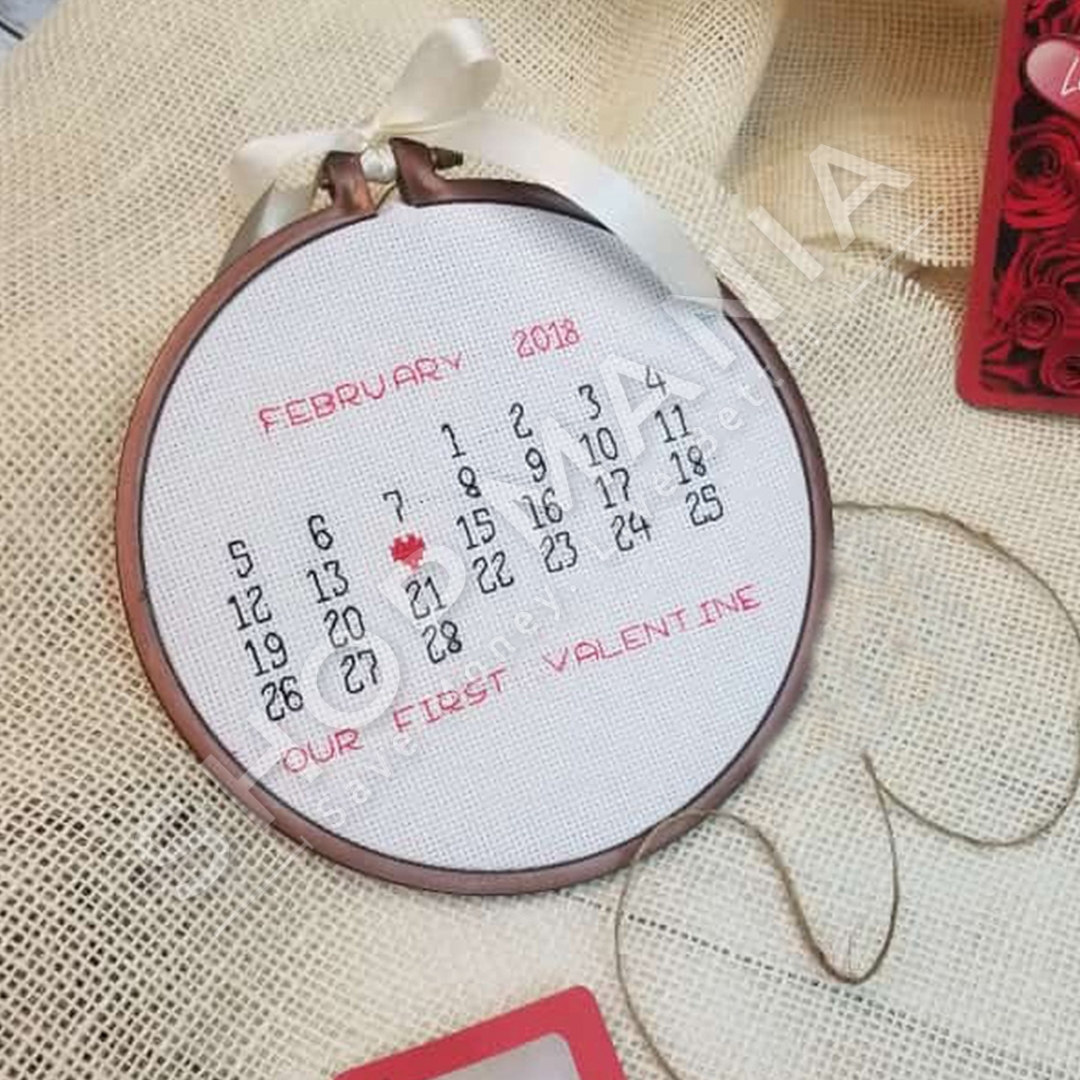 FEBRUARY 2018
1 2 3 4
5 6 7 8 9 10 11
12 13 15 16 17 18
19 20 21 22 23 24 25
26 27 28
OUR FIRST VALENTINE